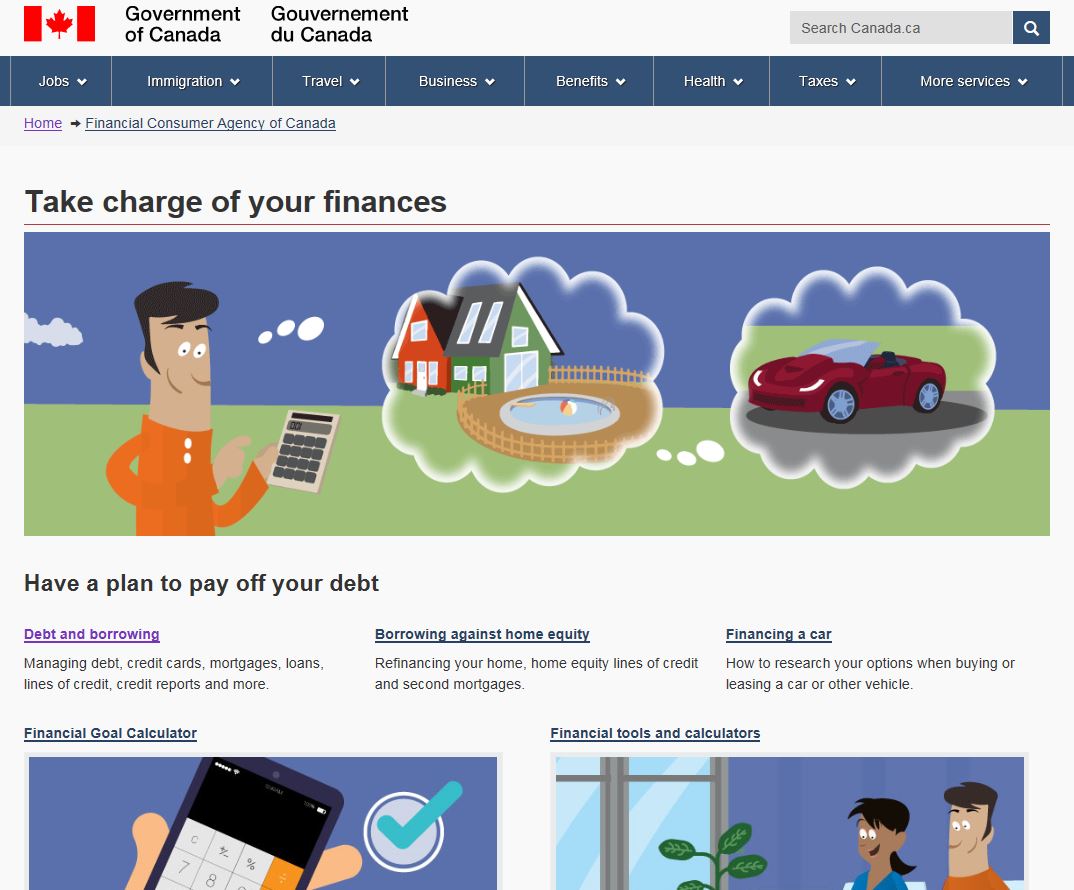 Government of Canada
Gouvernement du Canada
Search Canada.ca
Jobs Immigration Travel Business Benefits Health Taxes More services
Home Financial Consumer Agency of Canada
Take charge of your finances
Have a plan to pay off your debt
Debt and borrowing
Managing debt, credit cards, mortgages, loans,
lines of credit, credit reports and more.
Borrowing against home equity
Refinancing your home, home equity lines of credit
and second mortgages.
Financing a car
How to research your options when buying or
leasing a car or other vehicle.
Financial Goal Calculator
Financial tools and calculators
C +/- % ÷
7 8